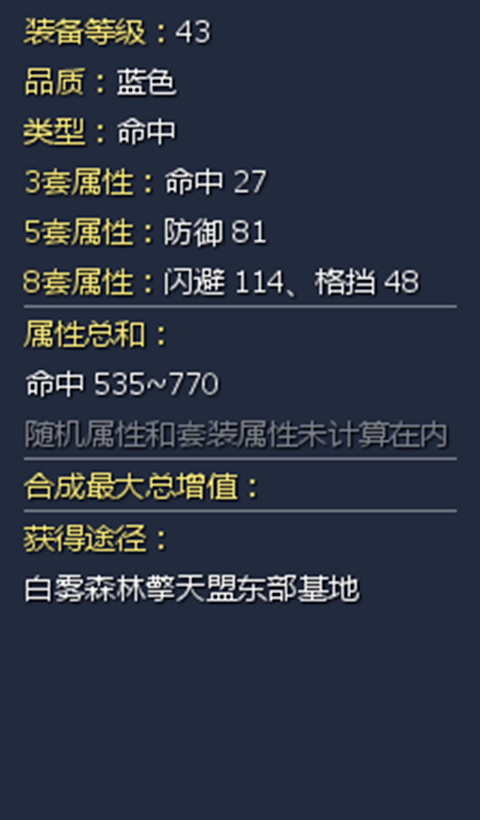 装备等级：43
品质：蓝色
类型：命中
3套属性：命中 27
5套属性：防御 81
8套属性：闪避 114、格挡 48
属性总和：
命中 535~770
随机属性和套装属性未计算在内
合成最大总增值：
获得途径：
白雾森林擎天盟东部基地